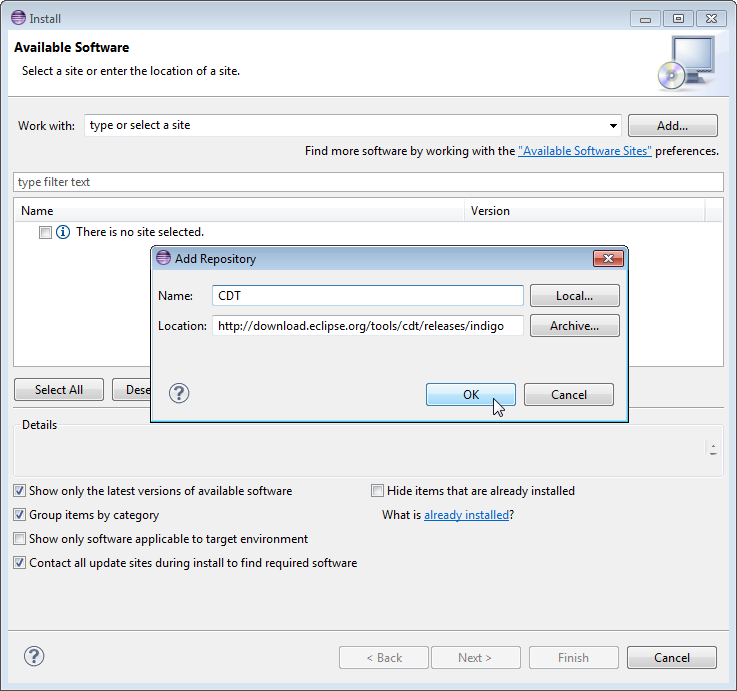 Install
Available Software
Select a site or enter the location of a site.
Work with: type or select a site Add...
Find more software by working with the "Available Software Sites" preferences.
type filter text
Name Version
There is no site selected.
Add Repository
Name: CDT Local...
Location: http://download.eclipse.org/tools/cdt/releases/indigo Archive...
OK Cancel
Select All Dese
Details
Show only the latest versions of available software Hide items that are already installed
Group items by category What is already installed?
Show only software applicable to target environment
Contact all update sites during install to find required software
< Back Next > Finish Cancel